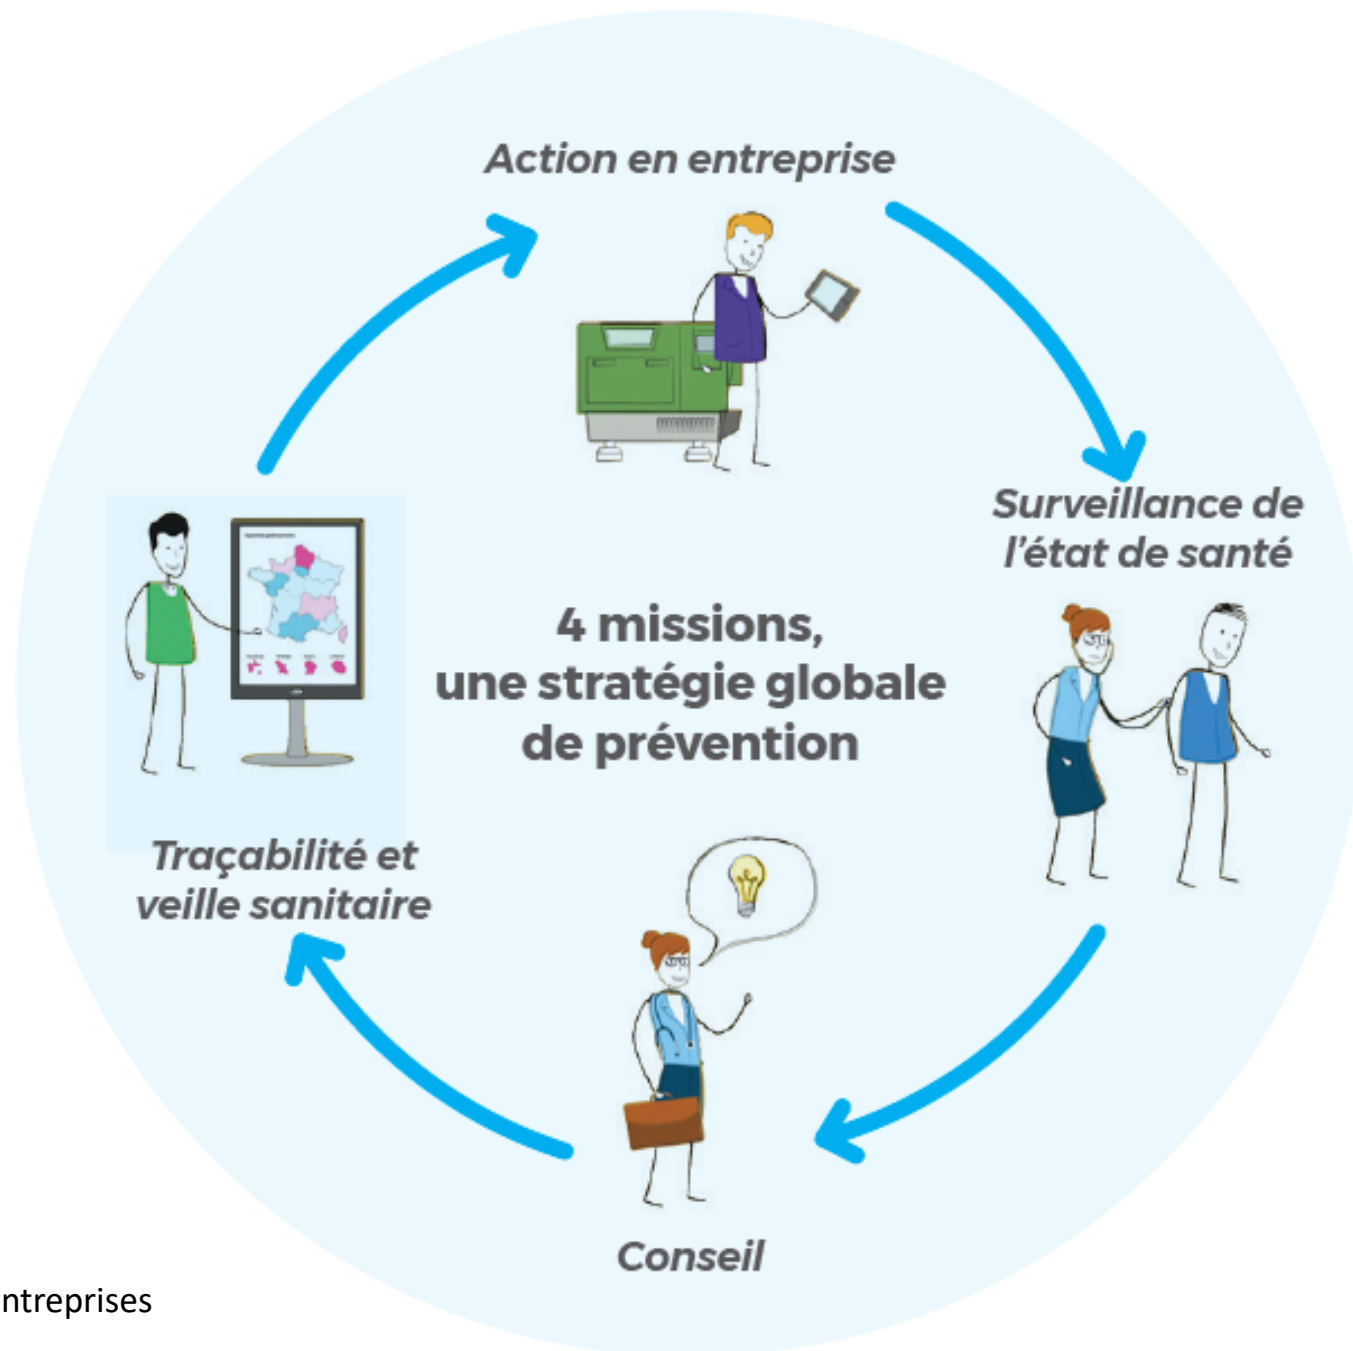 Action en entreprise
Surveillance de
l'état de santé
4 missions,
une stratégie globale
de prévention
Traçabilité et
veille sanitaire
Conseil
ntreprises